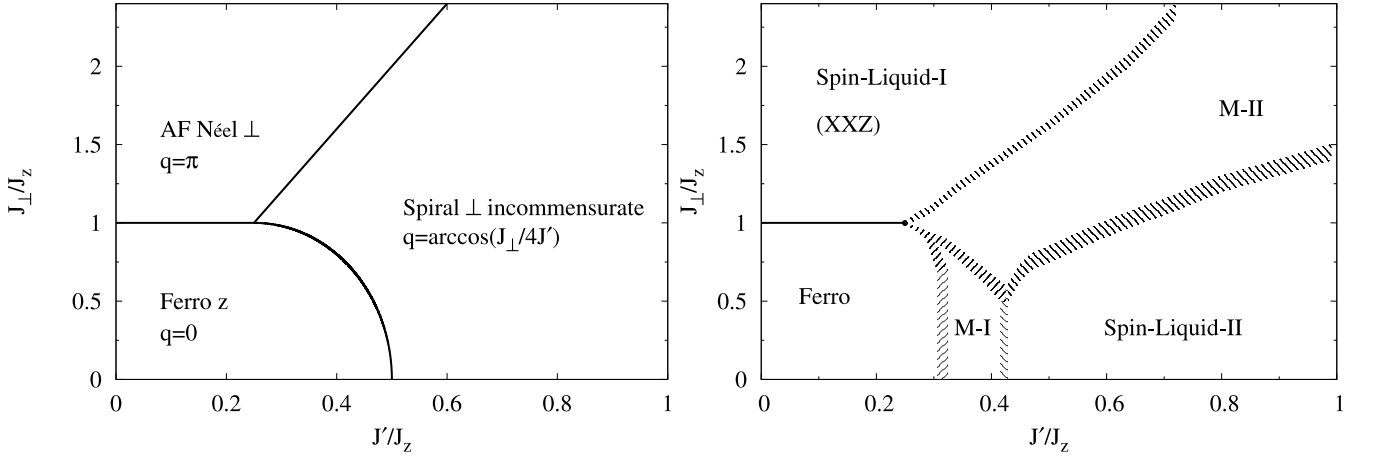 2
1.5
1
0.5
0
J⊥/Jz
AF Néel ⊥
q=π
Spiral ⊥ incommensurate
q=arccos(J⊥/4J′)
Ferro z
q=0
0 0.2 0.4 0.6 0.8 1
J′/Jz
2
1.5
1
0.5
0
J⊥/Jz
Spin-Liquid-I
(XXZ)
M-II
Ferro
M-I
Spin-Liquid-II
0 0.2 0.4 0.6 0.8 1
J′/Jz